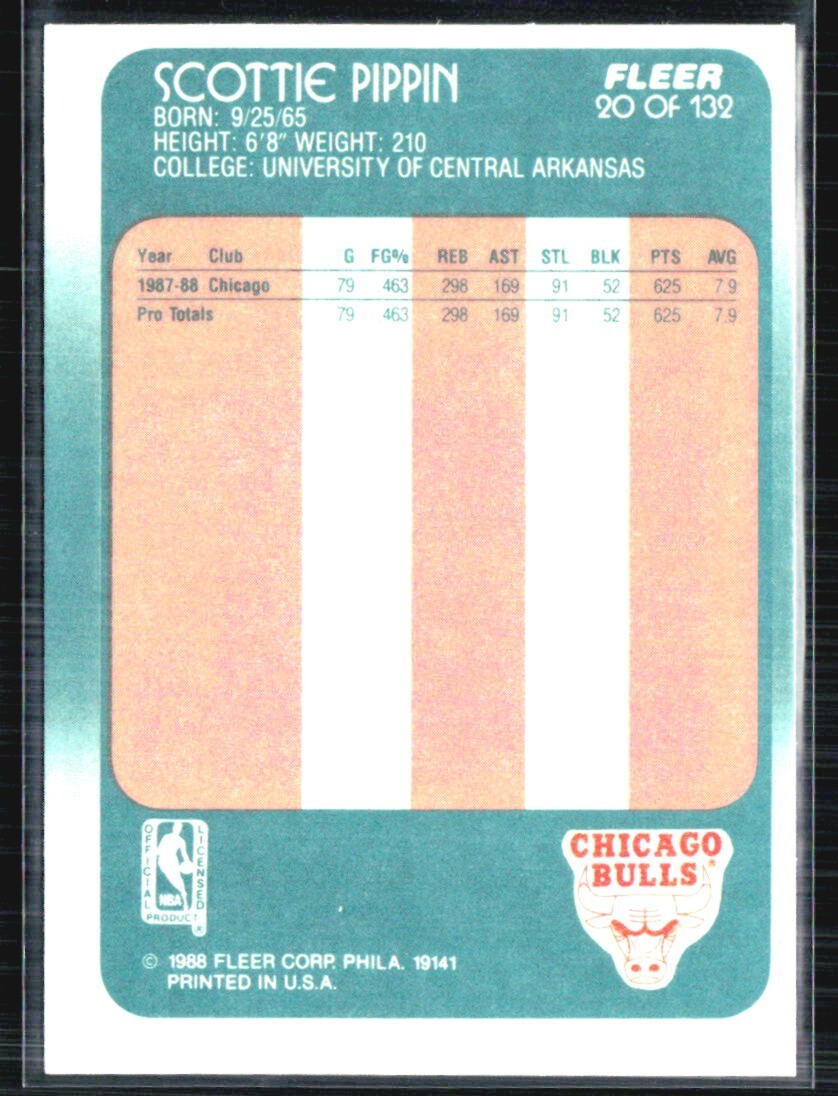 SCOTTIE PIPPIN
FLEER
20 OF 132
BORN: 9/25/65
HEIGHT: 6'8" WEIGHT: 210
COLLEGE: UNIVERSITY OF CENTRAL ARKANSAS
Year Club G FG% REB AST STL BLK PTS AVG
1987-88 Chicago 79 463 298 169 91 52 625 7.9
Pro Totals 79 463 298 169 91 52 625 7.9
OFFICIAL
LICENSED
NBA
PRODUCT
®
CHICAGO
BULLS®
© 1988 FLEER CORP. PHILA. 19141
PRINTED IN U.S.A.